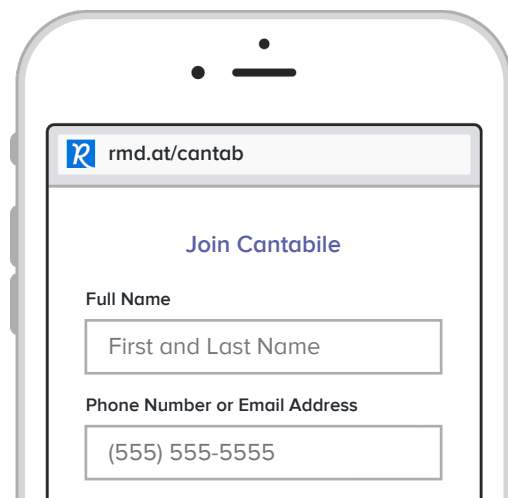 rmd.at/cantab
Join Cantabile
Full Name
First and Last Name
Phone Number or Email Address
(555) 555-5555